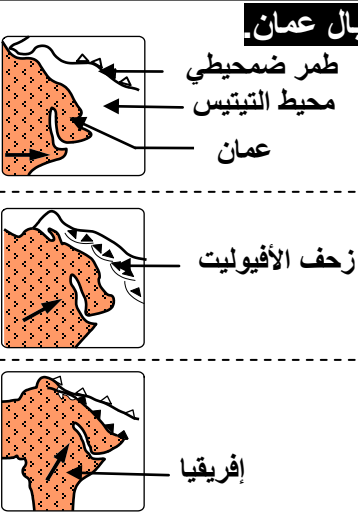 بال عمان.
طمر ضمحيطي
محيط التيتيس
عمان
زحف الأفيوليت
إفريقيا